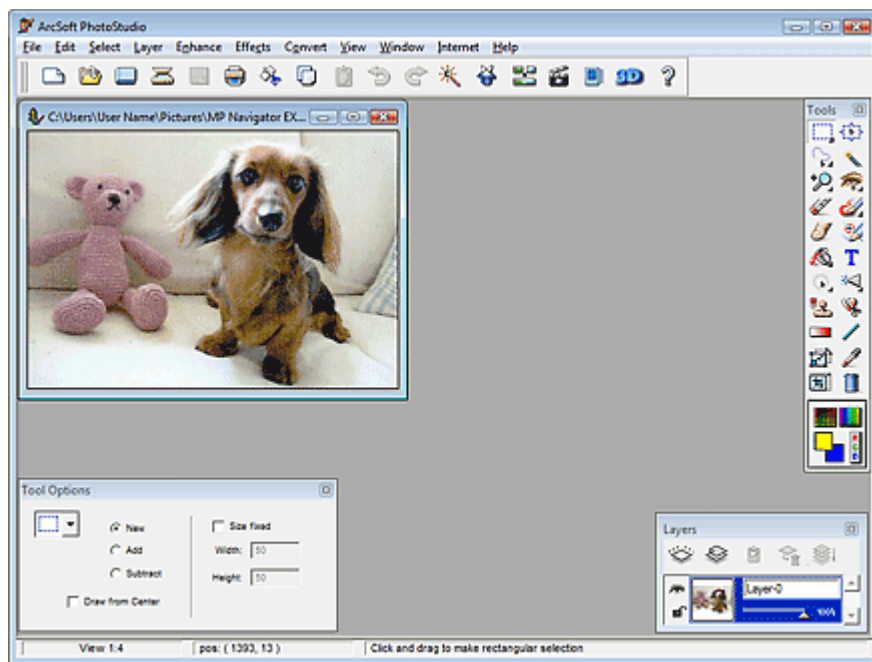 ArcSoft PhotoStudio
File Edit Select Layer Enhance Effects Convert View Window Internet Help
3D ?
C:\Users\User Name\Pictures\MP Navigator EX...
Tools
T
Tool Options
New
Add
Subtract
Draw from Center
Size fixed
Width: 50
Height: 50
Layers
Layer-0
100%
View 1:4
pos: ( 1393, 13 )
Click and drag to make rectangular selection